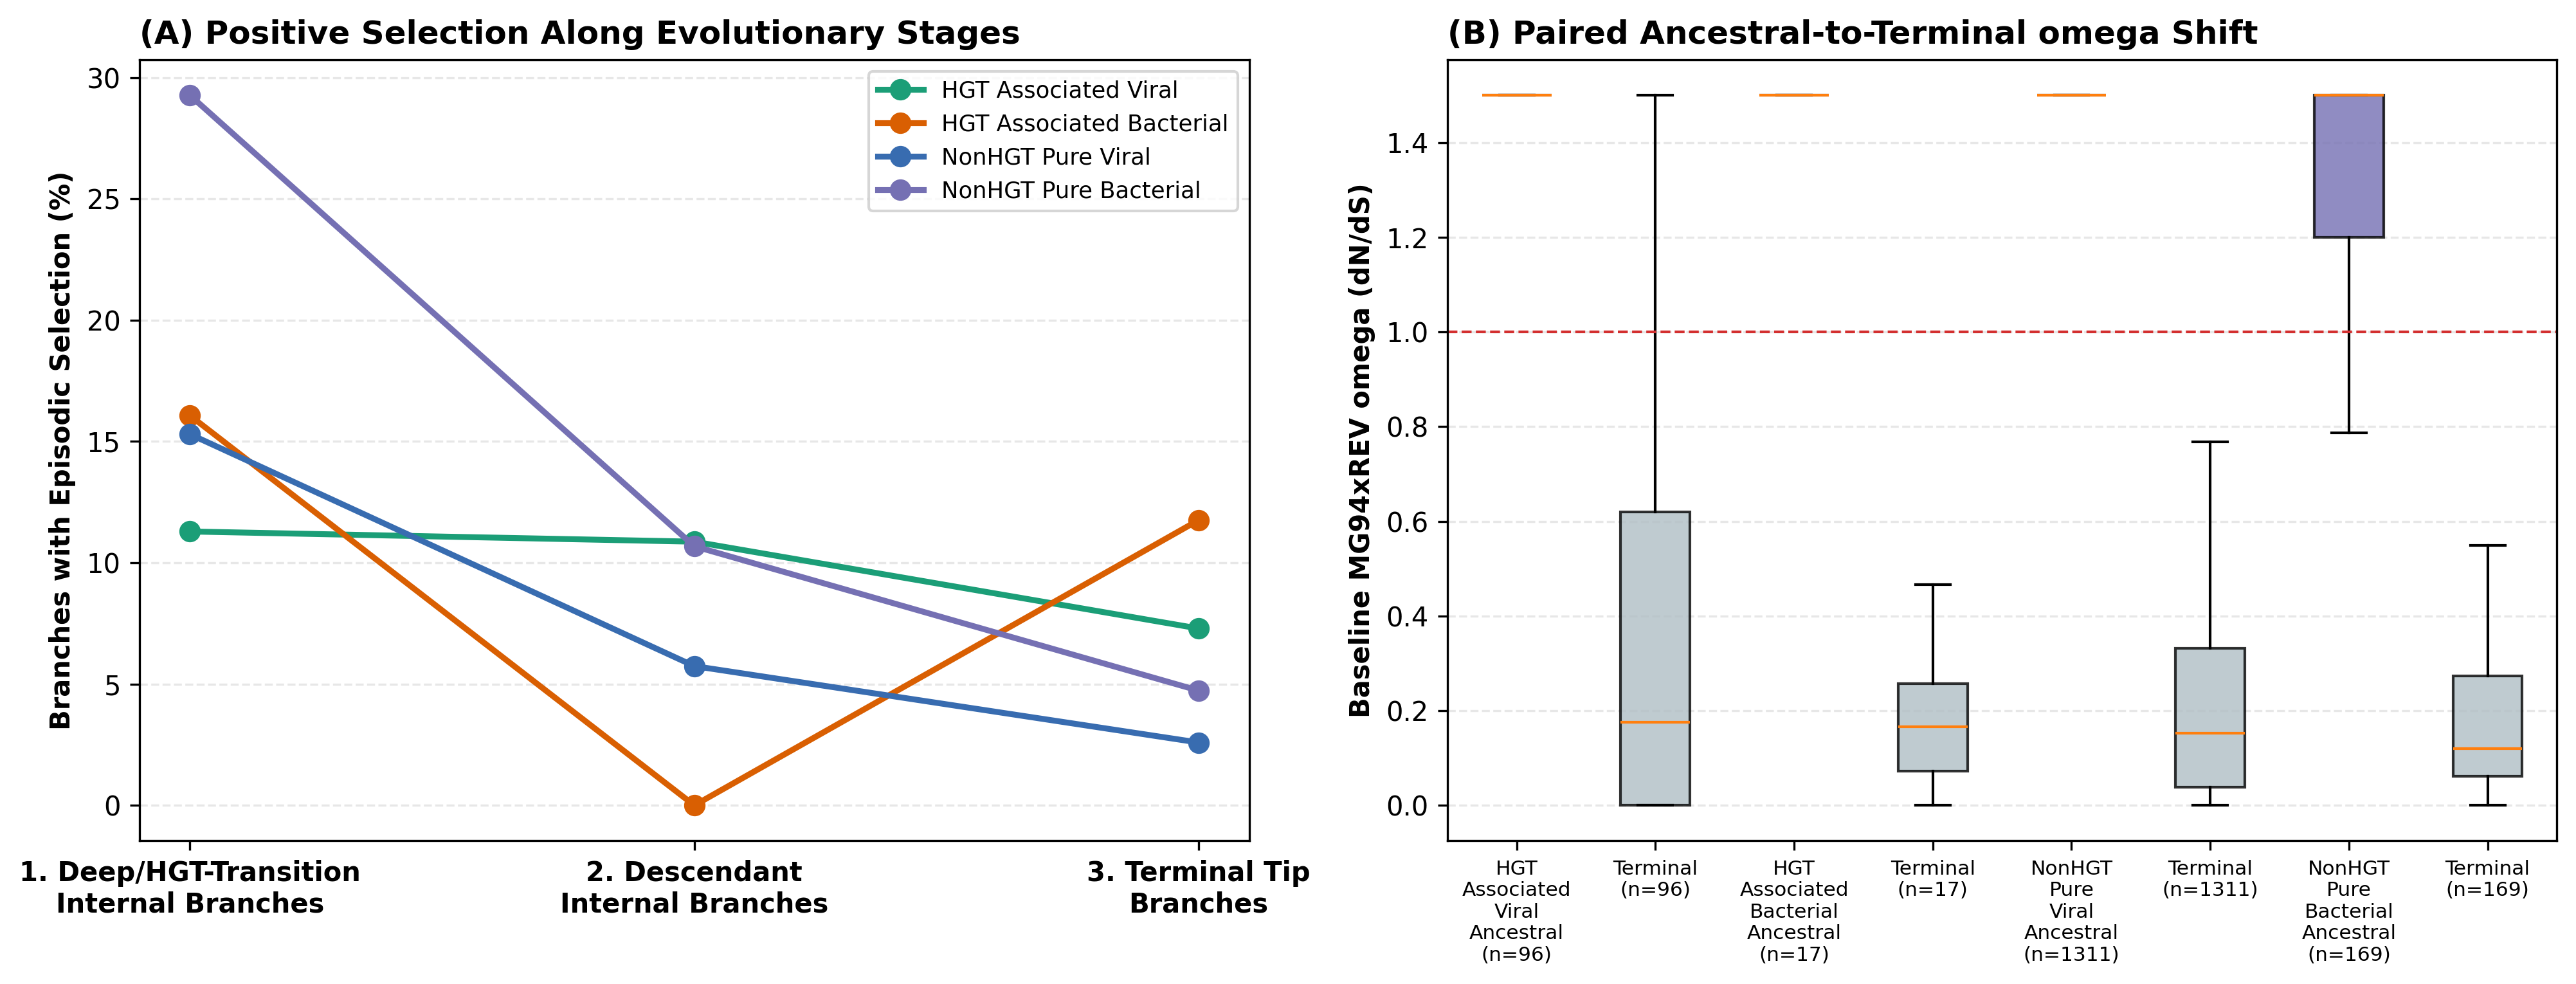 (A) Positive Selection Along Evolutionary Stages
Branches with Episodic Selection (%)
30
25
20
15
10
5
0
HGT Associated Viral
HGT Associated Bacterial
NonHGT Pure Viral
NonHGT Pure Bacterial
1. Deep/HGT-Transition
Internal Branches
2. Descendant
Internal Branches
3. Terminal Tip
Branches
(B) Paired Ancestral-to-Terminal omega Shift
Baseline MG94xREV omega (dN/dS)
1.4
1.2
1.0
0.8
0.6
0.4
0.2
0.0
HGT
Associated
Viral
Ancestral
(n=96)
Terminal
(n=96)
HGT
Associated
Bacterial
Ancestral
(n=17)
Terminal
(n=17)
NonHGT
Pure
Viral
Ancestral
(n=1311)
Terminal
(n=1311)
NonHGT
Pure
Bacterial
Ancestral
(n=169)
Terminal
(n=169)